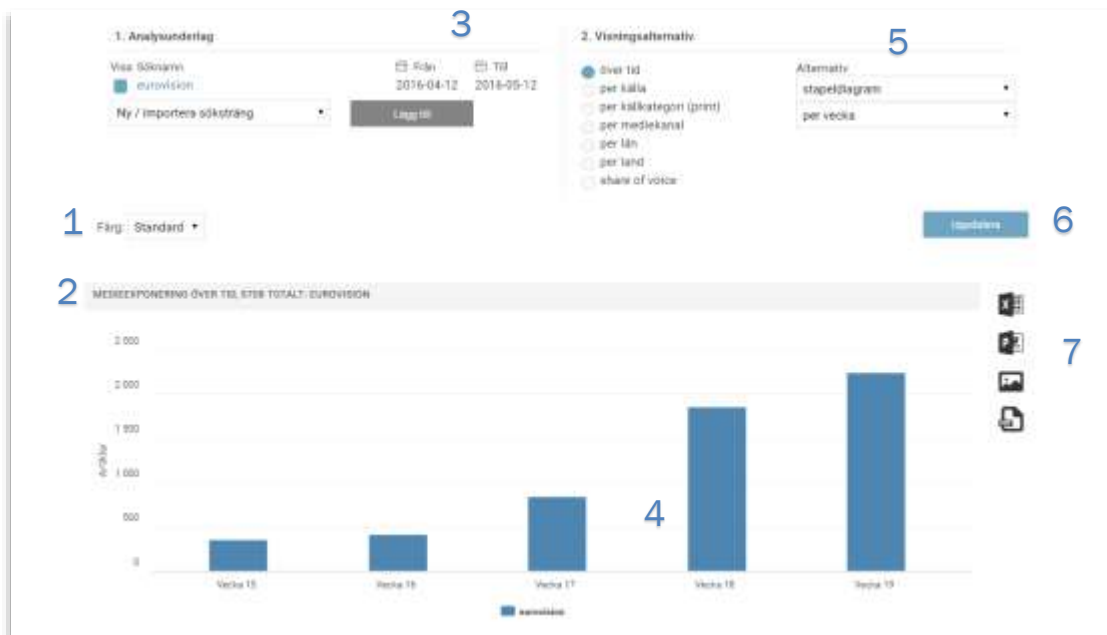 3
1. Analysunderlag
2. Visningsalternativ
5
Visa Söknamn
Från
Till
eurovision
2016-04-12
2016-05-12
Ny / importera söksträng
Lägg till
över tid
per källa
per källkategori (print)
per mediekanal
per län
per land
share of voice
Alternativ
stapeldiagram
per vecka
1
Färg: Standard
Uppdatera
6
2
MEDIEEXPONERING ÖVER TID, 5708 TOTALT: EUROVISION
7
2 500
2 000
1 500
1 000
500
0
Artiklar
4
Vecka 15
Vecka 16
Vecka 17
Vecka 18
Vecka 19
eurovision